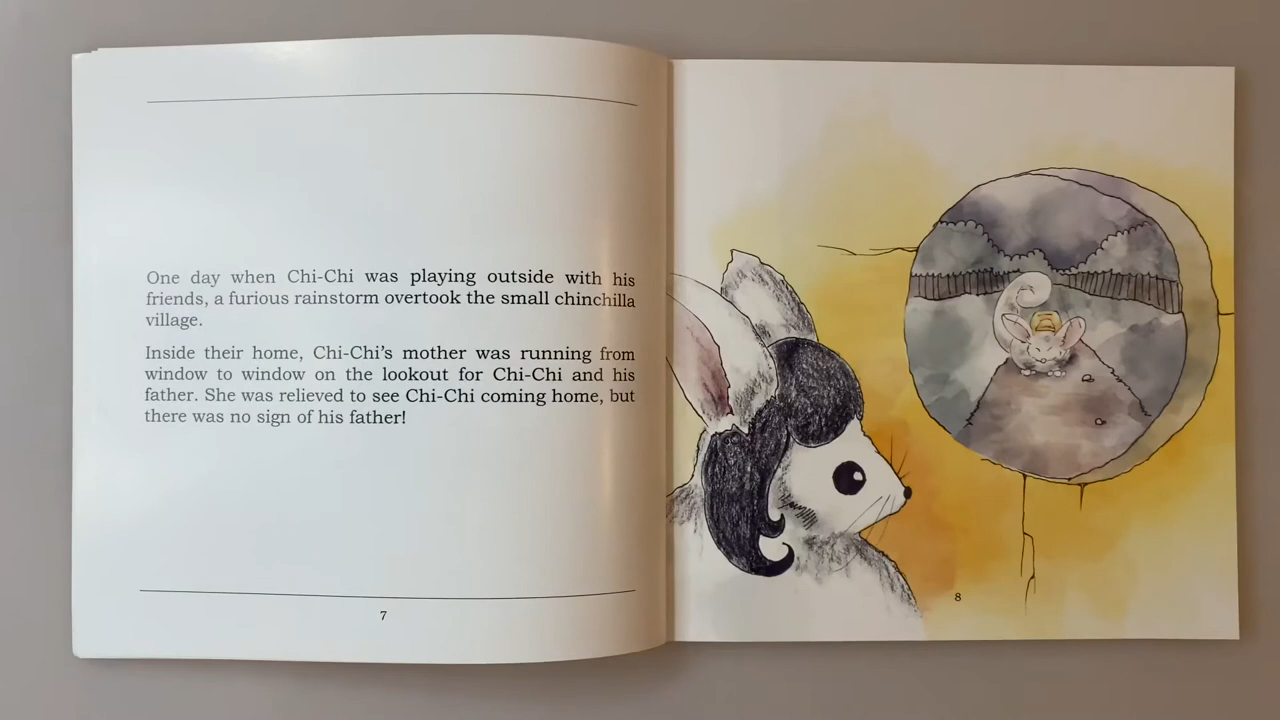 One day when Chi-Chi was playing outside with his
friends, a furious rainstorm overtook the small chinchilla
village.
Inside their home, Chi-Chi's mother was running from
window to window on the lookout for Chi-Chi and his
father. She was relieved to see Chi-Chi coming home, but
there was no sign of his father!
7
8